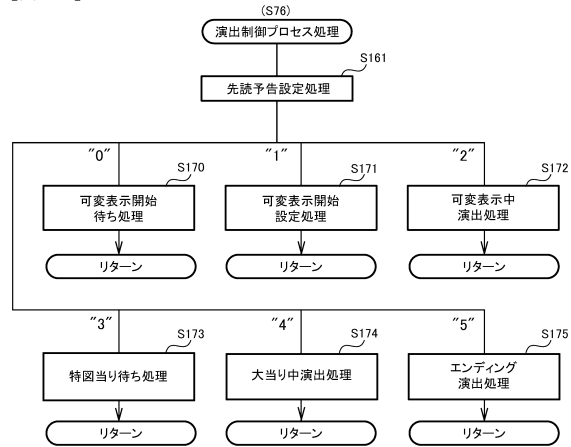 (S76)
演出制御プロセス処理
S161
先読予告設定処理
"0"
"1"
"2"
S170
S171
S172
可変表示開始
待ち処理
可変表示開始
設定処理
可変表示中
演出処理
リターン
リターン
リターン
"3"
"4"
"5"
S173
S174
S175
特図当り待ち処理
大当り中演出処理
エンディング
演出処理
リターン
リターン
リターン